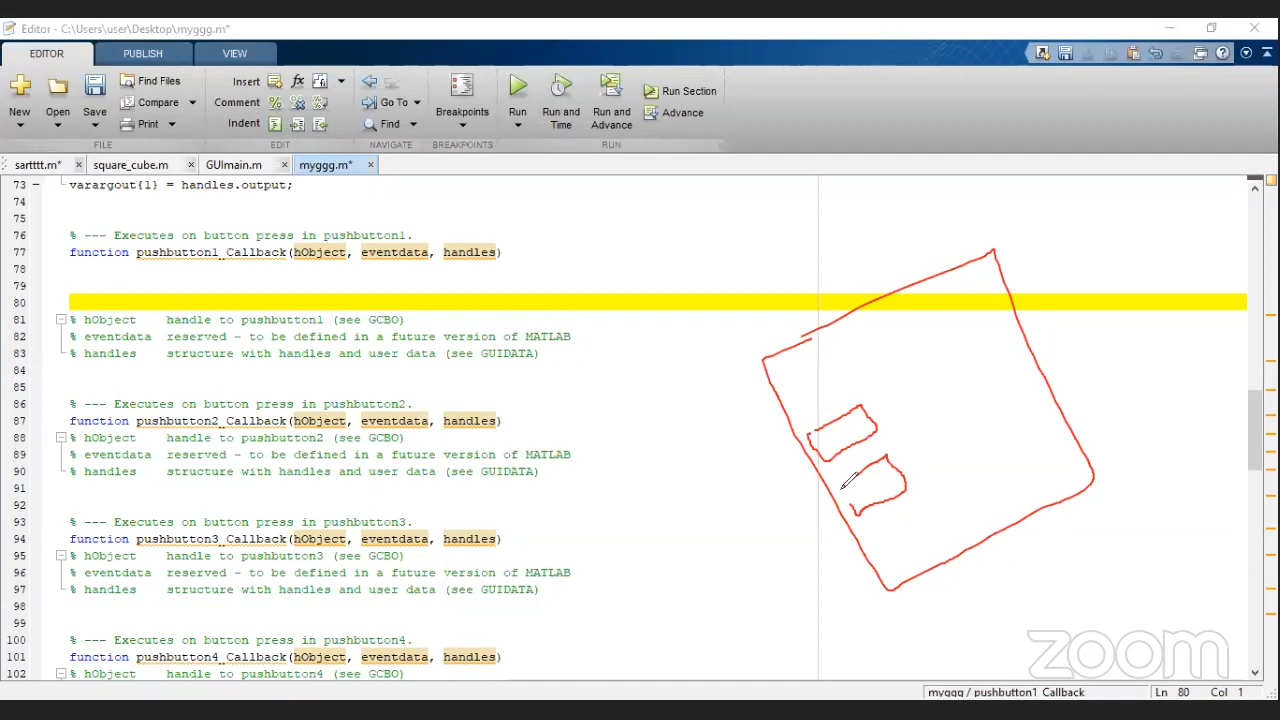 Editor - C:\Users\user\Desktop\myggg.m*
EDITOR PUBLISH VIEW
New Open Save Find Files Compare Print
Insert Comment Indent
Go To Find
Breakpoints
Run Run and Time Run and Advance Run Section Advance
FILE EDIT NAVIGATE BREAKPOINTS RUN
sartttt.m* square_cube.m GUImain.m myggg.m*
73 varargout{1} = handles.output;
74
75
76 % --- Executes on button press in pushbutton1.
77 function pushbutton1_Callback(hObject, eventdata, handles)
78
79
80
81 % hObject handle to pushbutton1 (see GCBO)
82 % eventdata reserved - to be defined in a future version of MATLAB
83 % handles structure with handles and user data (see GUIDATA)
84
85
86 % --- Executes on button press in pushbutton2.
87 function pushbutton2_Callback(hObject, eventdata, handles)
88 % hObject handle to pushbutton2 (see GCBO)
89 % eventdata reserved - to be defined in a future version of MATLAB
90 % handles structure with handles and user data (see GUIDATA)
91
92
93 % --- Executes on button press in pushbutton3.
94 function pushbutton3_Callback(hObject, eventdata, handles)
95 % hObject handle to pushbutton3 (see GCBO)
96 % eventdata reserved - to be defined in a future version of MATLAB
97 % handles structure with handles and user data (see GUIDATA)
98
99
100 % --- Executes on button press in pushbutton4.
101 function pushbutton4_Callback(hObject, eventdata, handles)
102 % hObject handle to pushbutton4 (see GCBO)
zoom
myggg / pushbutton1_Callback Ln 80 Col 1